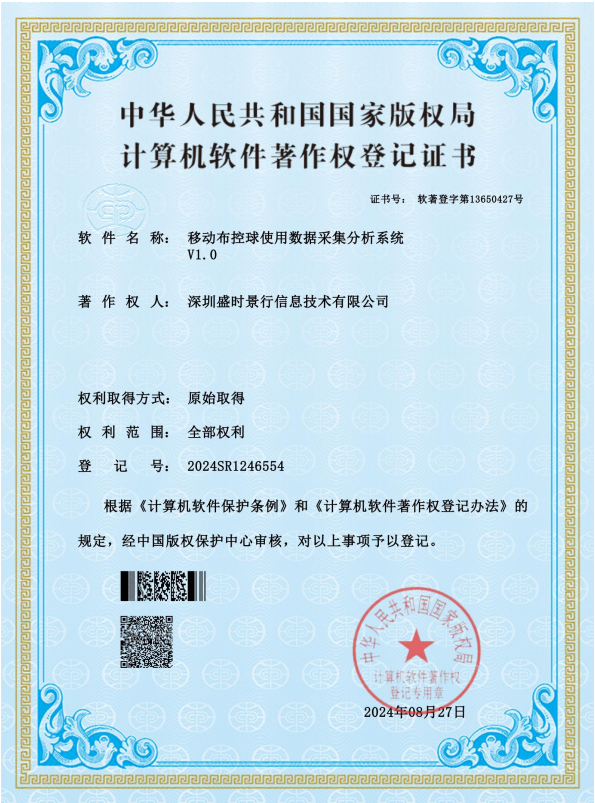 中华人民共和国国家版权局
计算机软件著作权登记证书
证书号： 软著登字第13650427号
软件名称： 移动布控球使用数据采集分析系统
V1.0
著作权人： 深圳盛时景行信息技术有限公司
权利取得方式： 原始取得
权利范围： 全部权利
登记号： 2024SR1246554
根据《计算机软件保护条例》和《计算机软件著作权登记办法》的
规定，经中国版权保护中心审核，对以上事项予以登记。
中华人民共和国国家版权局
计算机软件著作权
登记专用章
2024年08月27日